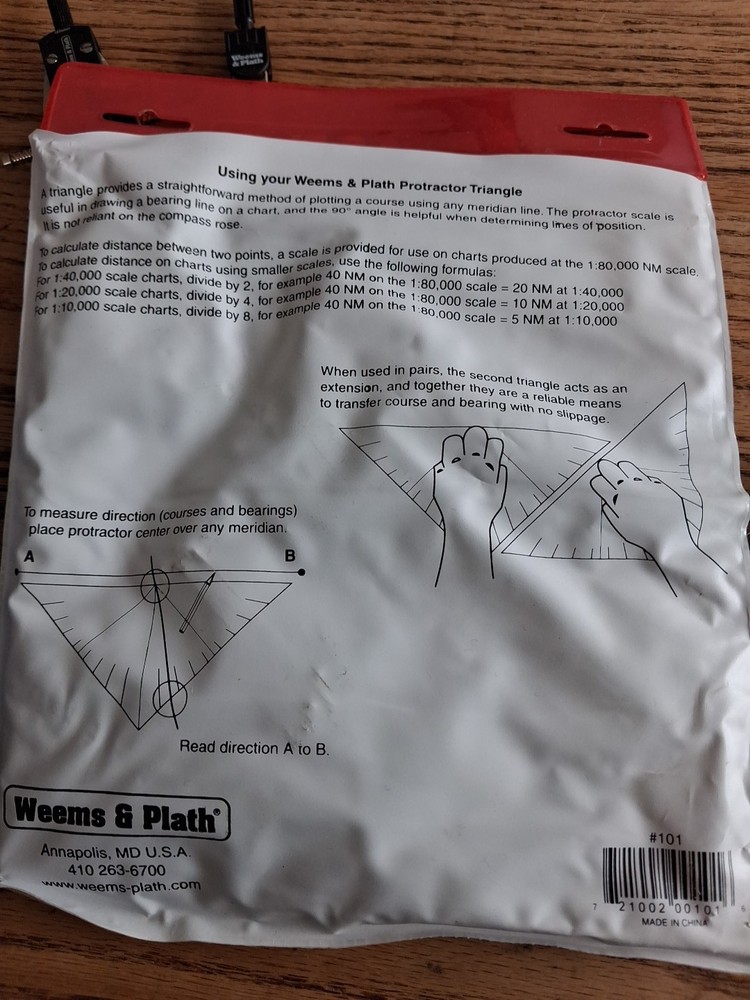 Weems
& Plath
Using your Weems & Plath Protractor Triangle
A triangle provides a straightforward method of plotting a course using any meridian line. The protractor scale is
useful in drawing a bearing line on a chart, and the 90° angle is helpful when determining lines of position.
It is not reliant on the compass rose.
To calculate distance between two points, a scale is provided for use on charts produced at the 1:80,000 NM scale.
To calculate distance on charts using smaller scales, use the following formulas:
For 1:40,000 scale charts, divide by 2, for example 40 NM on the 1:80,000 scale = 20 NM at 1:40,000
For 1:20,000 scale charts, divide by 4, for example 40 NM on the 1:80,000 scale = 10 NM at 1:20,000
For 1:10,000 scale charts, divide by 8, for example 40 NM on the 1:80,000 scale = 5 NM at 1:10,000
When used in pairs, the second triangle acts as an
extension, and together they are a reliable means
to transfer course and bearing with no slippage.
To measure direction (courses and bearings)
place protractor center over any meridian.
A B
Read direction A to B.
Weems & Plath®
Annapolis, MD U.S.A.
410 263-6700
www.weems-plath.com
#101
7 21002 00101 6
MADE IN CHINA